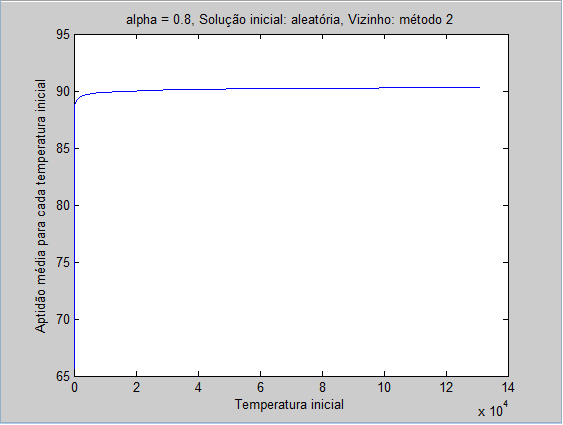 alpha = 0.8, Solução inicial: aleatória, Vizinho: método 2
Aptidão média para cada temperatura inicial
95
90
85
80
75
70
65
0 2 4 6 8 10 12 14
Temperatura inicial
x 10^4